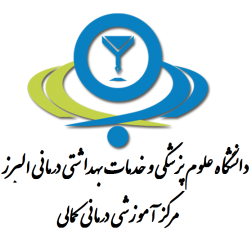 دانشگاه علوم پزشکی و خدمات بهداشتی درمانی البرز
مرکز آموزشی درمانی کمالی